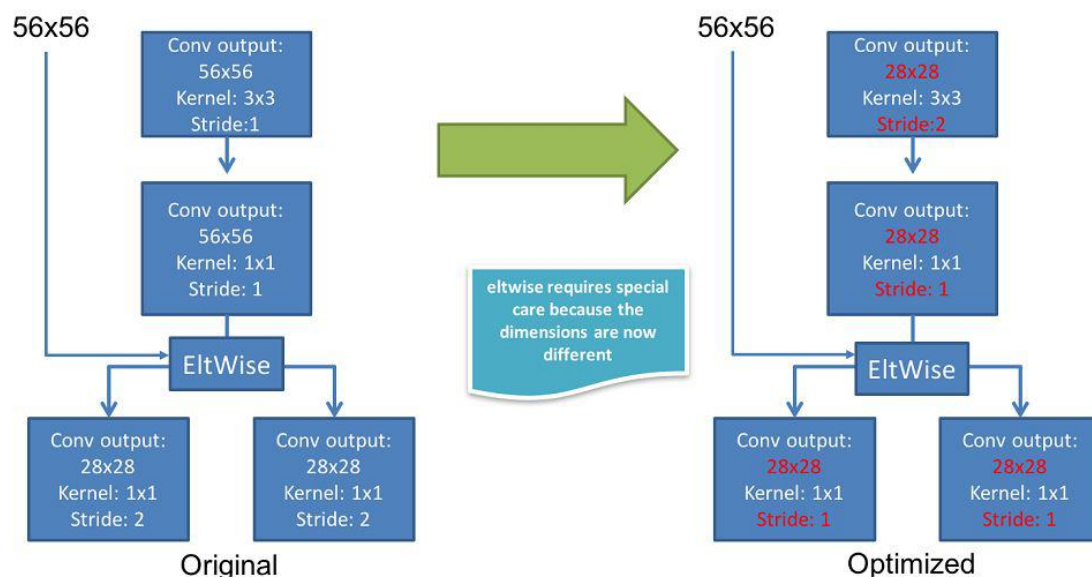 56x56
Conv output:
56x56
Kernel: 3x3
Stride:1
Conv output:
56x56
Kernel: 1x1
Stride: 1
EltWise
Conv output:
28x28
Kernel: 1x1
Stride: 2
Conv output:
28x28
Kernel: 1x1
Stride: 2
Original
eltwise requires special
care because the
dimensions are now
different
56x56
Conv output:
28x28
Kernel: 3x3
Stride:2
Conv output:
28x28
Kernel: 1x1
Stride: 1
EltWise
Conv output:
28x28
Kernel: 1x1
Stride: 1
Conv output:
28x28
Kernel: 1x1
Stride: 1
Optimized